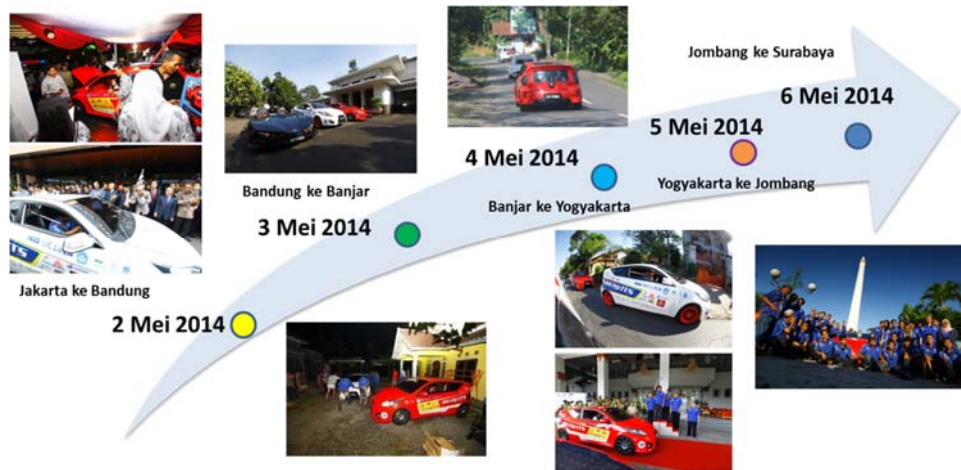 Jombang ke Surabaya
6 Mei 2014
5 Mei 2014
Yogyakarta ke Jombang
4 Mei 2014
Banjar ke Yogyakarta
Bandung ke Banjar
3 Mei 2014
Jakarta ke Bandung
2 Mei 2014